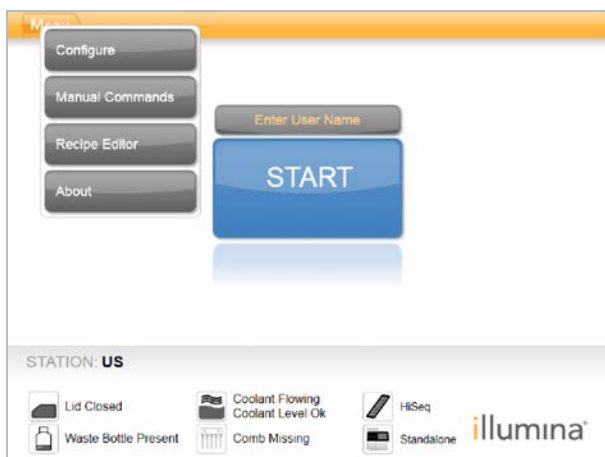 Menu
Configure
Manual Commands
Recipe Editor
About
Enter User Name
START
STATION: US
Lid Closed
Coolant Flowing
Coolant Level Ok
HiSeq
Waste Bottle Present
Comb Missing
Standalone
illumina